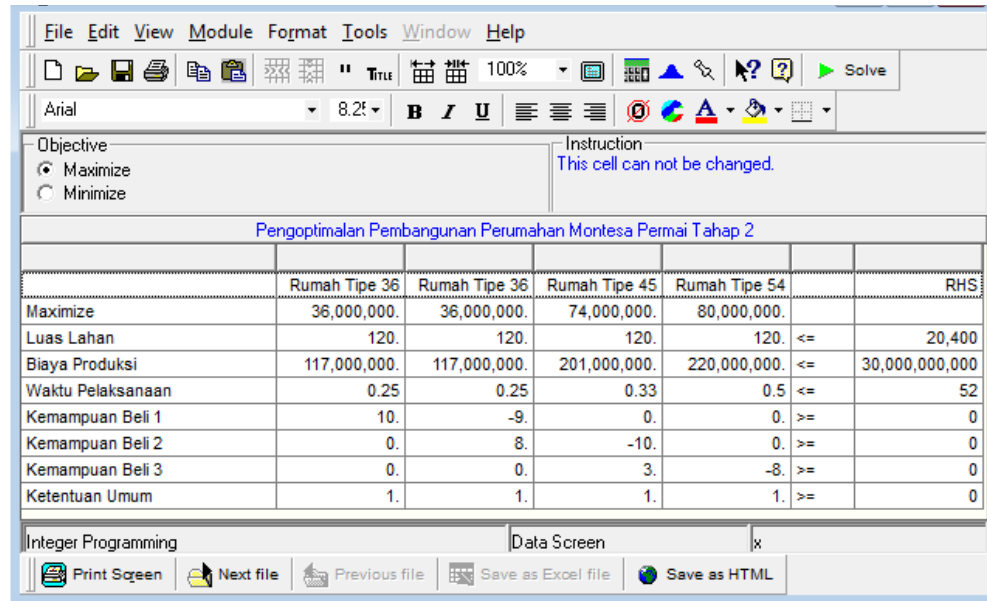 File Edit View Module Format Tools Window Help
" TITLE 100% Solve
Arial 8.25 B I U
Objective
Maximize
Minimize
Instruction
This cell can not be changed.
Pengoptimalan Pembangunan Perumahan Montesa Permai Tahap 2
Rumah Tipe 36 Rumah Tipe 36 Rumah Tipe 45 Rumah Tipe 54 RHS
Maximize 36,000,000. 36,000,000. 74,000,000. 80,000,000.
Luas Lahan 120. 120. 120. 120. <= 20,400
Biaya Produksi 117,000,000. 117,000,000. 201,000,000. 220,000,000. <= 30,000,000,000
Waktu Pelaksanaan 0.25 0.25 0.33 0.5 <= 52
Kemampuan Beli 1 10. -9. 0. 0. >= 0
Kemampuan Beli 2 0. 8. -10. 0. >= 0
Kemampuan Beli 3 0. 0. 3. -8. >= 0
Ketentuan Umum 1. 1. 1. 1. >= 0
Integer Programming Data Screen x
Print Screen Next file Previous file Save as Excel file Save as HTML